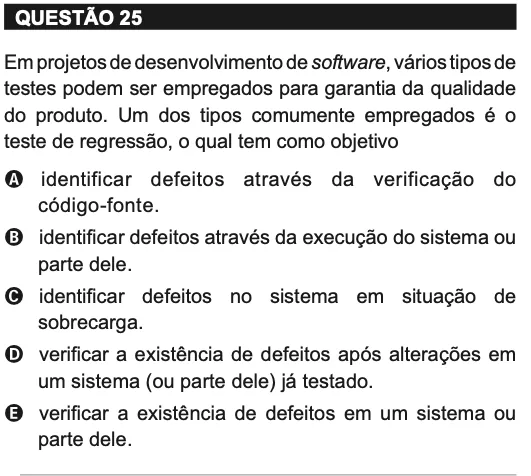 QUESTÃO 25
Em projetos de desenvolvimento de software, vários tipos de
testes podem ser empregados para garantia da qualidade
do produto. Um dos tipos comumente empregados é o
teste de regressão, o qual tem como objetivo
A identificar defeitos através da verificação do
código-fonte.
B identificar defeitos através da execução do sistema ou
parte dele.
C identificar defeitos no sistema em situação de
sobrecarga.
D verificar a existência de defeitos após alterações em
um sistema (ou parte dele) já testado.
E verificar a existência de defeitos em um sistema ou
parte dele.